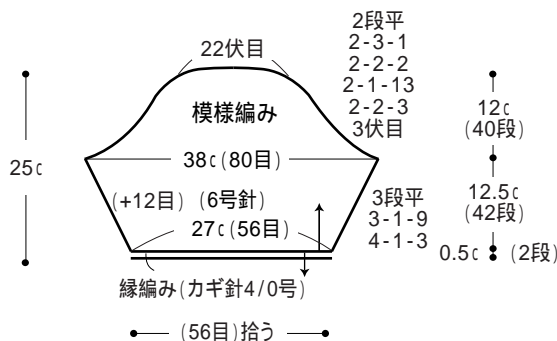 2段平
2-3-1
2-2-2
2-1-13
2-2-3
3伏目
22伏目
模様編み
12c
(40段)
25c
38c(80目)
(+12目) (6号針)
27c(56目)
3段平
3-1-9
4-1-3
12.5c
(42段)
0.5c (2段)
縁編み(カギ針4/0号)
(56目)拾う